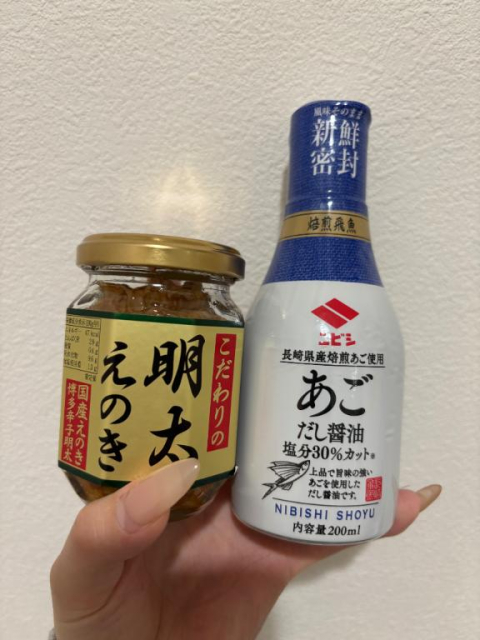 こだわりの
明太
えのき
国産えのき
博多辛子明太
風味そのまま
新鮮
密封
焙煎飛魚
ニビシ
長崎県産焙煎あご使用
あご
だし醤油
塩分30%カット※
上品で旨味の強い
あごを使用した
だし醤油です。
NIBISHI SHOYU
内容量200ml